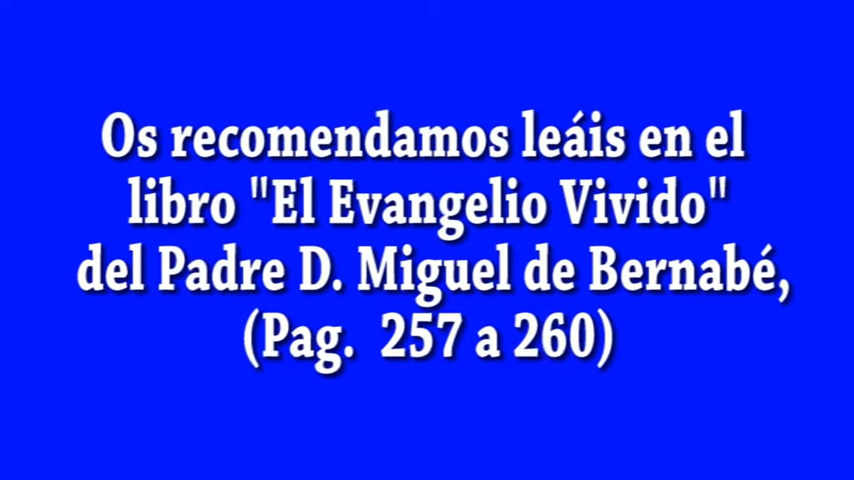 Os recomendamos leáis en el
libro "El Evangelio Vivido"
del Padre D. Miguel de Bernabé,
(Pag.  257 a 260)